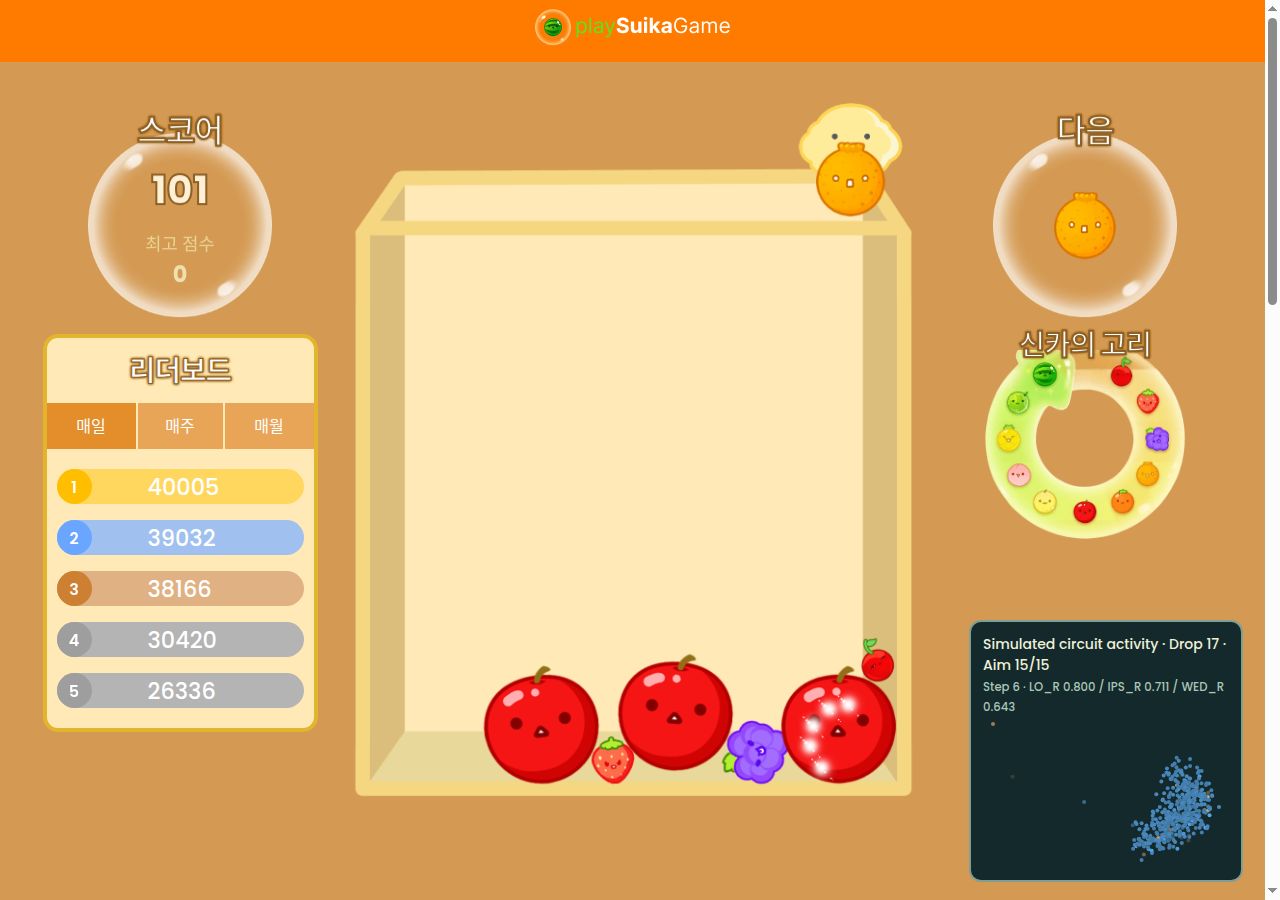 playSuikaGame
스코어
101
최고 점수
0
다음
리더보드
매일 매주 매월
1 40005
2 39032
3 38166
4 30420
5 26336
신카의 고리
Simulated circuit activity · Drop 17 ·
Aim 15/15
Step 6 · LO_R 0.800 / IPS_R 0.711 / WED_R
0.643